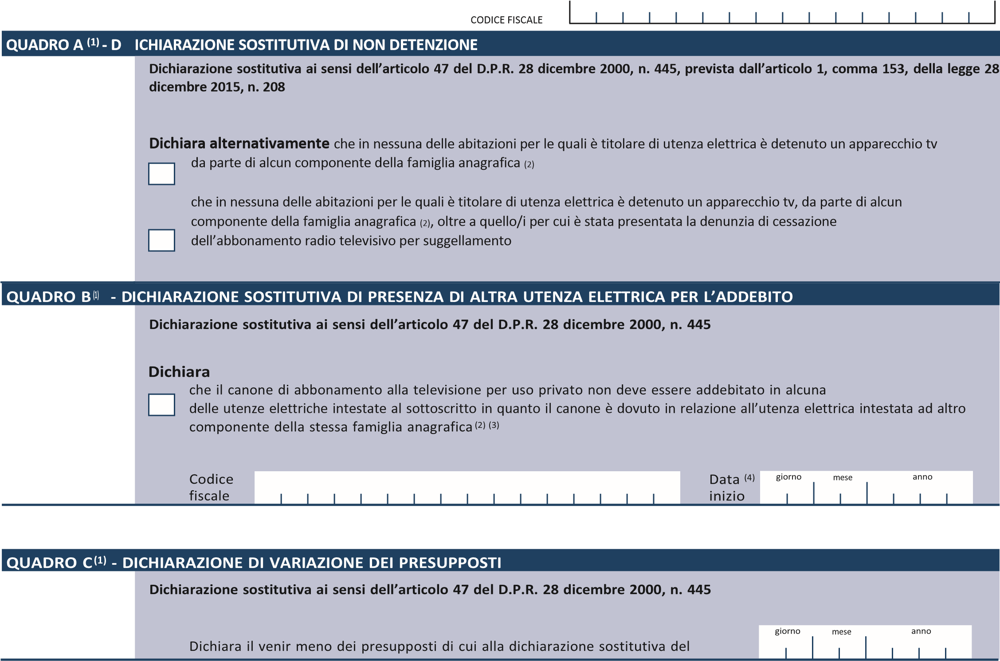 CODICE FISCALE
QUADRO A (1) - D ICHIARAZIONE SOSTITUTIVA DI NON DETENZIONE
Dichiarazione sostitutiva ai sensi dell’articolo 47 del D.P.R. 28 dicembre 2000, n. 445, prevista dall’articolo 1, comma 153, della legge 28
dicembre 2015, n. 208
Dichiara alternativamente che in nessuna delle abitazioni per le quali è titolare di utenza elettrica è detenuto un apparecchio tv
da parte di alcun componente della famiglia anagrafica (2)
che in nessuna delle abitazioni per le quali è titolare di utenza elettrica è detenuto un apparecchio tv, da parte di alcun
componente della famiglia anagrafica (2), oltre a quello/i per cui è stata presentata la denunzia di cessazione
dell’abbonamento radio televisivo per suggellamento
QUADRO B (1) - DICHIARAZIONE SOSTITUTIVA DI PRESENZA DI ALTRA UTENZA ELETTRICA PER L’ADDEBITO
Dichiarazione sostitutiva ai sensi dell’articolo 47 del D.P.R. 28 dicembre 2000, n. 445
Dichiara
che il canone di abbonamento alla televisione per uso privato non deve essere addebitato in alcuna
delle utenze elettriche intestate al sottoscritto in quanto il canone è dovuto in relazione all’utenza elettrica intestata ad altro
componente della stessa famiglia anagrafica (2) (3)
Codice
fiscale
Data (4)
inizio
giorno mese anno
QUADRO C (1) - DICHIARAZIONE DI VARIAZIONE DEI PRESUPPOSTI
Dichiarazione sostitutiva ai sensi dell’articolo 47 del D.P.R. 28 dicembre 2000, n. 445
giorno mese anno
Dichiara il venir meno dei presupposti di cui alla dichiarazione sostitutiva del